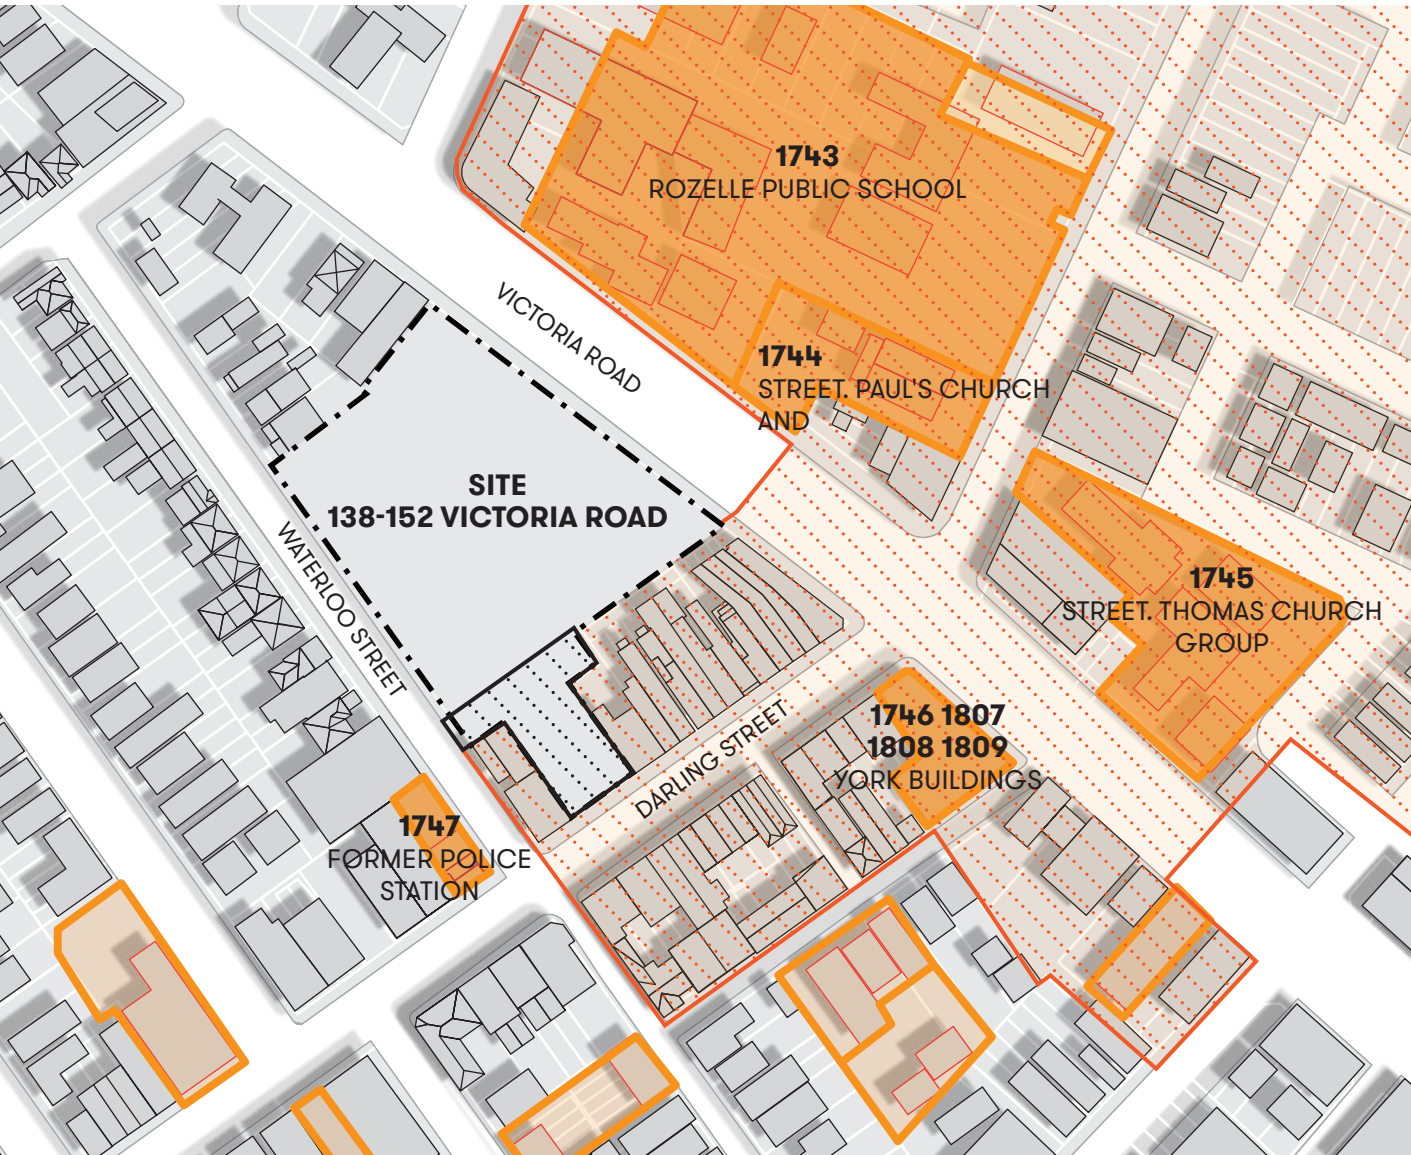 1743
ROZELLE PUBLIC SCHOOL
VICTORIA ROAD
1744
STREET. PAUL'S CHURCH
AND
SITE
138-152 VICTORIA ROAD
WATERLOO STREET
1745
STREET. THOMAS CHURCH
GROUP
DARLING STREET
1746 1807
1808 1809
YORK BUILDINGS
1747
FORMER POLICE
STATION